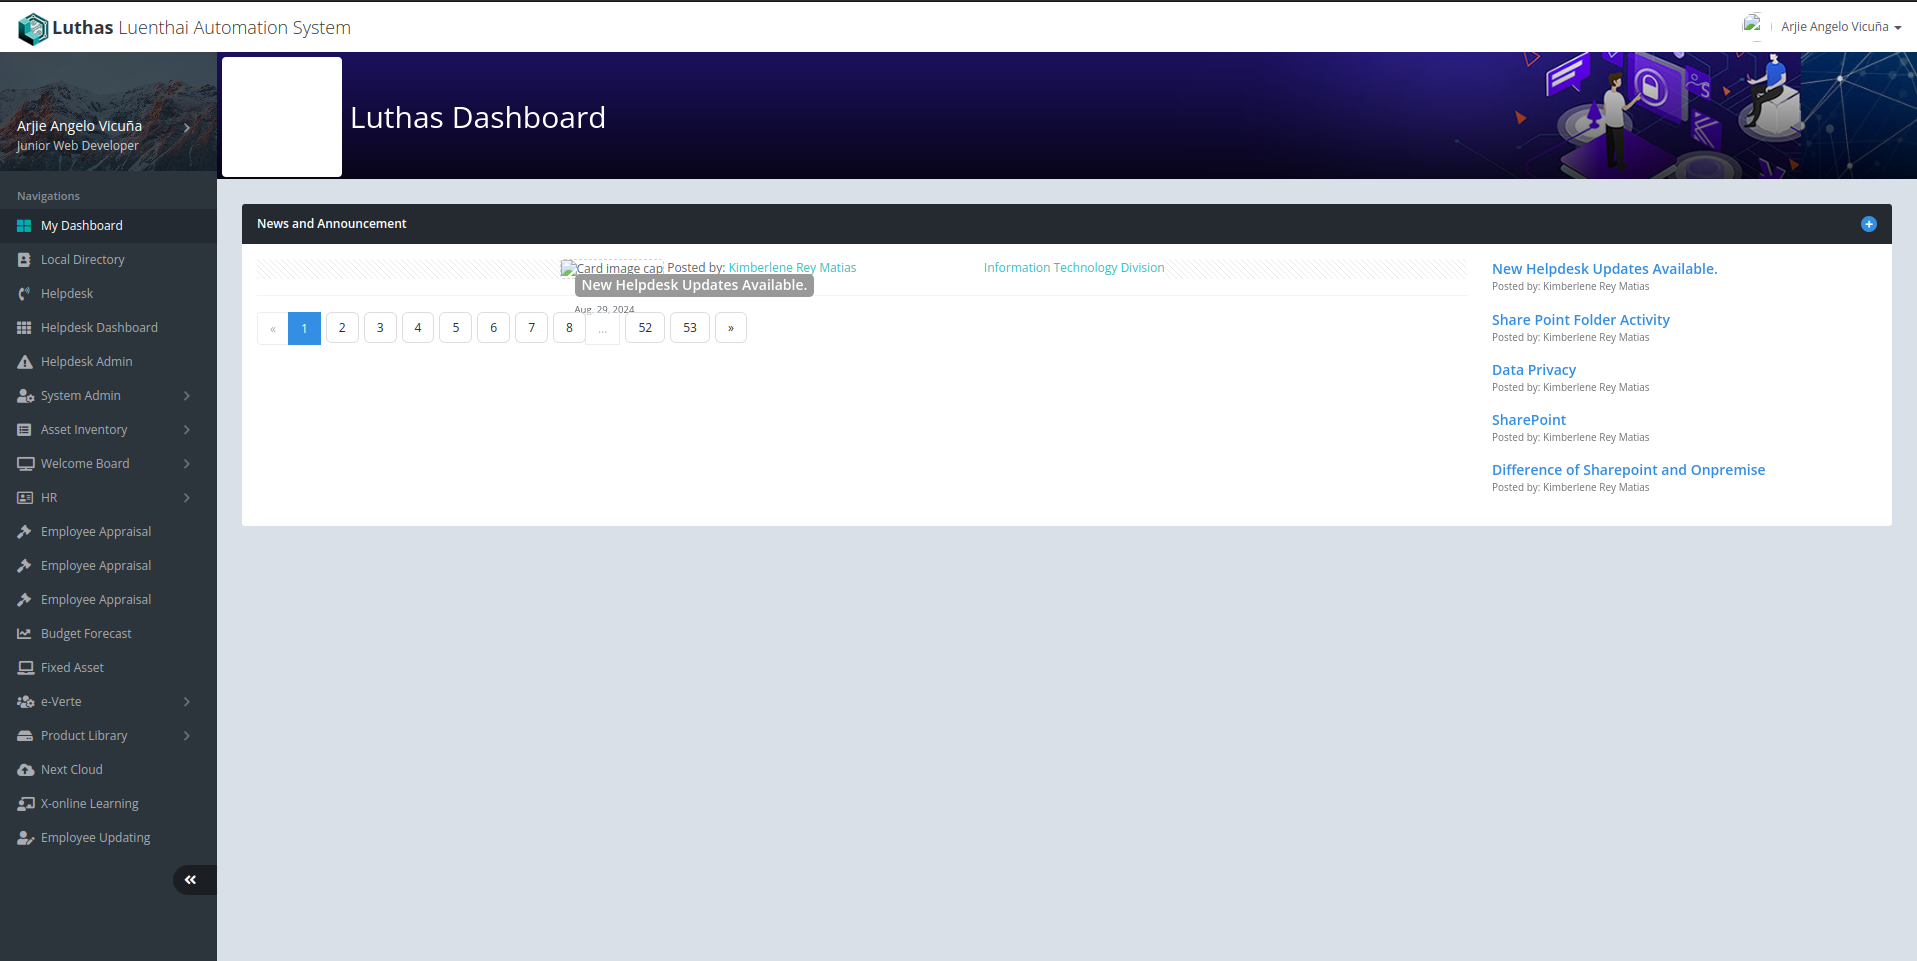 Luthas Luenthai Automation System
Arjie Angelo Vicuña
Luthas Dashboard
Arjie Angelo Vicuña
Junior Web Developer
Navigations
My Dashboard
Local Directory
Helpdesk
Helpdesk Dashboard
Helpdesk Admin
System Admin
Asset Inventory
Welcome Board
HR
Employee Appraisal
Employee Appraisal
Employee Appraisal
Budget Forecast
Fixed Asset
e-Verte
Product Library
Next Cloud
X-online Learning
Employee Updating
News and Announcement
Card image cap Posted by: Kimberlene Rey Matias Information Technology Division
New Helpdesk Updates Available.
Aug. 29, 2024
« 1 2 3 4 5 6 7 8 ... 52 53 »
New Helpdesk Updates Available.
Posted by: Kimberlene Rey Matias
Share Point Folder Activity
Posted by: Kimberlene Rey Matias
Data Privacy
Posted by: Kimberlene Rey Matias
SharePoint
Posted by: Kimberlene Rey Matias
Difference of Sharepoint and Onpremise
Posted by: Kimberlene Rey Matias